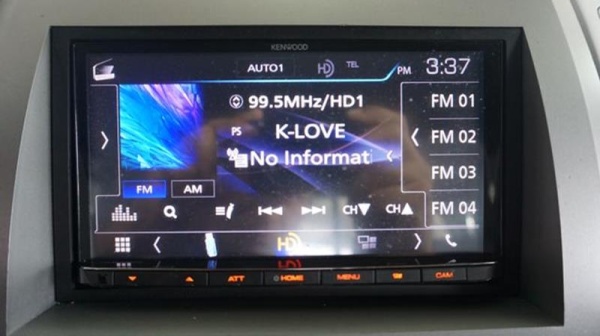 KENWOOD
AUTO1 HD TEL PM 3:37
99.5MHz/HD1
PS K-LOVE
No Informat
FM 01
FM 02
FM 03
FM 04
FM AM
CH▼ CH▲
HD
ATT HOME MENU CAM